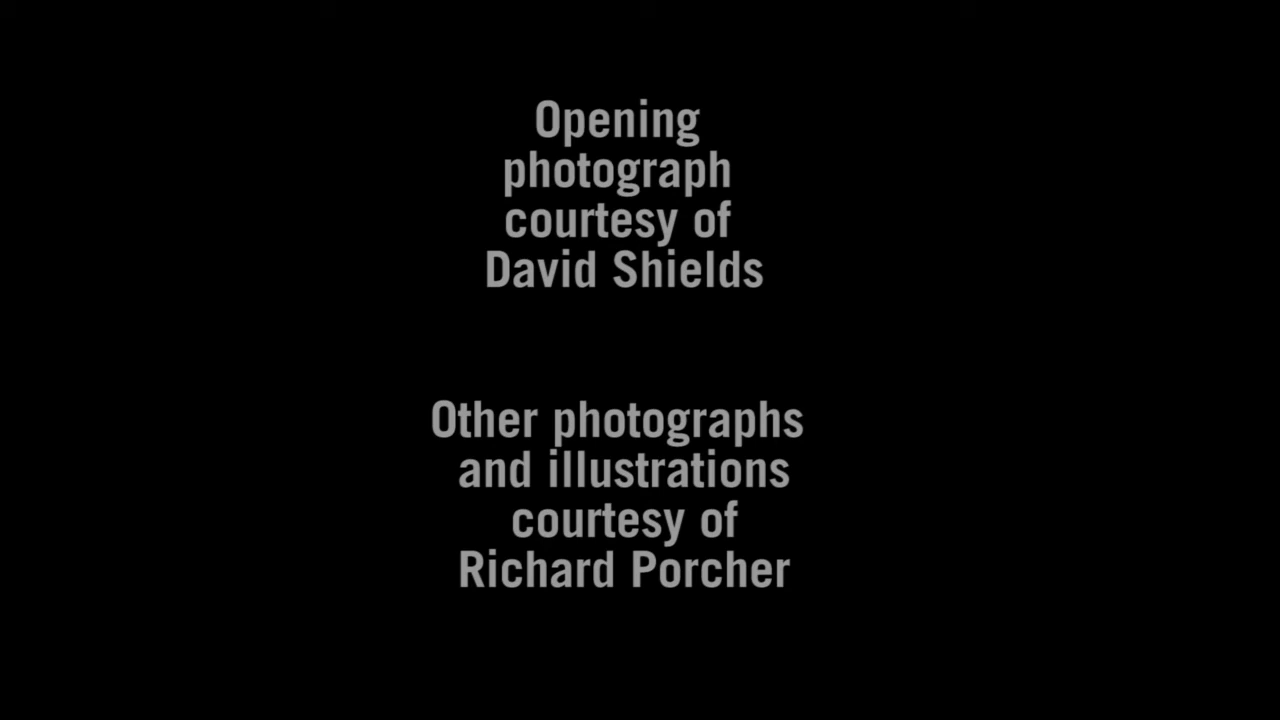 Opening
photograph
courtesy of
David Shields
Other photographs
and illustrations
courtesy of
Richard Porcher